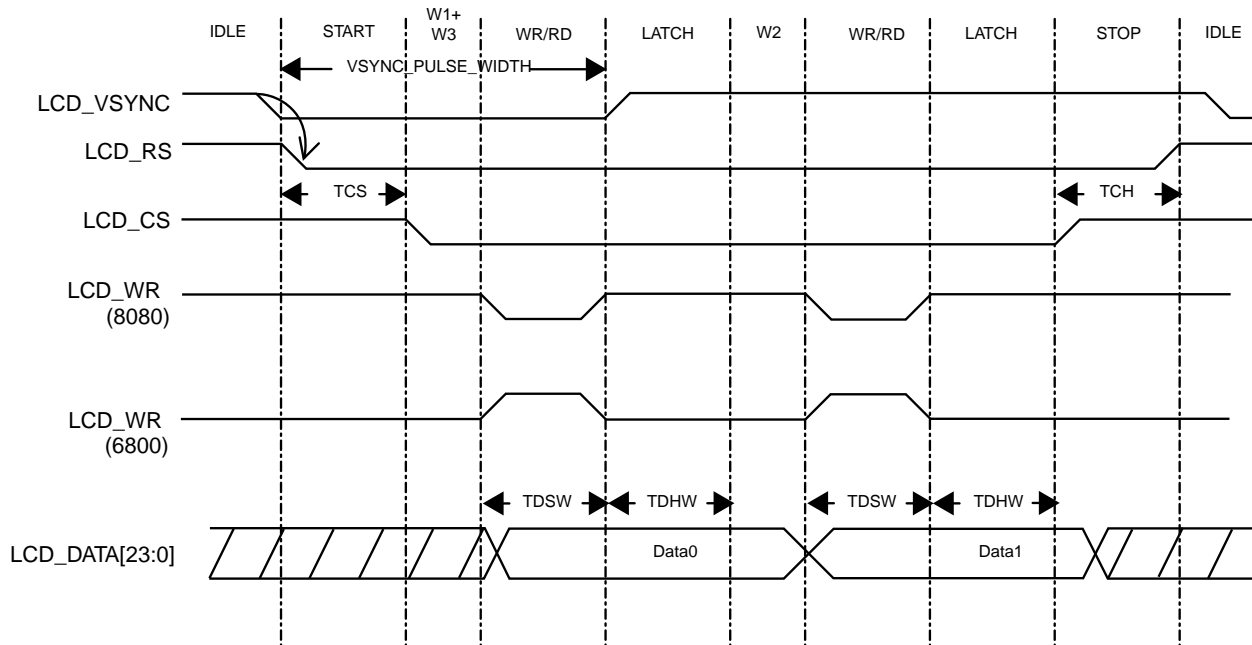 W1+
IDLE START W3 WR/RD LATCH W2 WR/RD LATCH STOP IDLE
VSYNC_PULSE_WIDTH
LCD_VSYNC
LCD_RS
TCS TCH
LCD_CS
LCD_WR
(8080)
LCD_WR
(6800)
TDSW TDHW TDSW TDHW
LCD_DATA[23:0] Data0 Data1